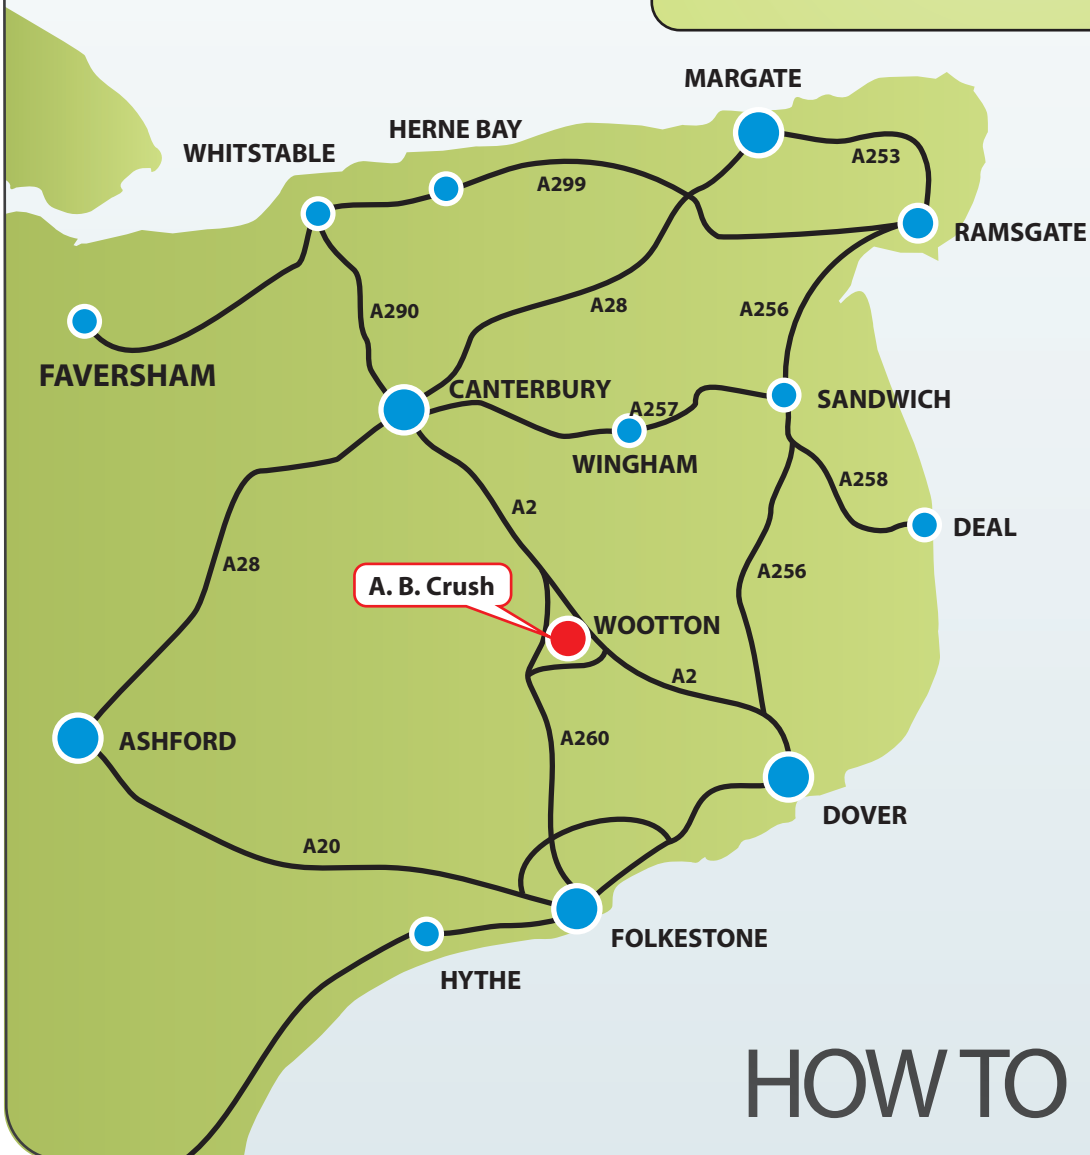 MARGATE
HERNE BAY
WHITSTABLE
A253
A299
RAMSGATE
A290
A28
A256
FAVERSHAM
CANTERBURY
SANDWICH
A257
WINGHAM
A258
A2
DEAL
A28
A256
A. B. Crush
WOOTTON
A2
ASHFORD
A260
DOVER
A20
FOLKESTONE
HYTHE
HOW TO